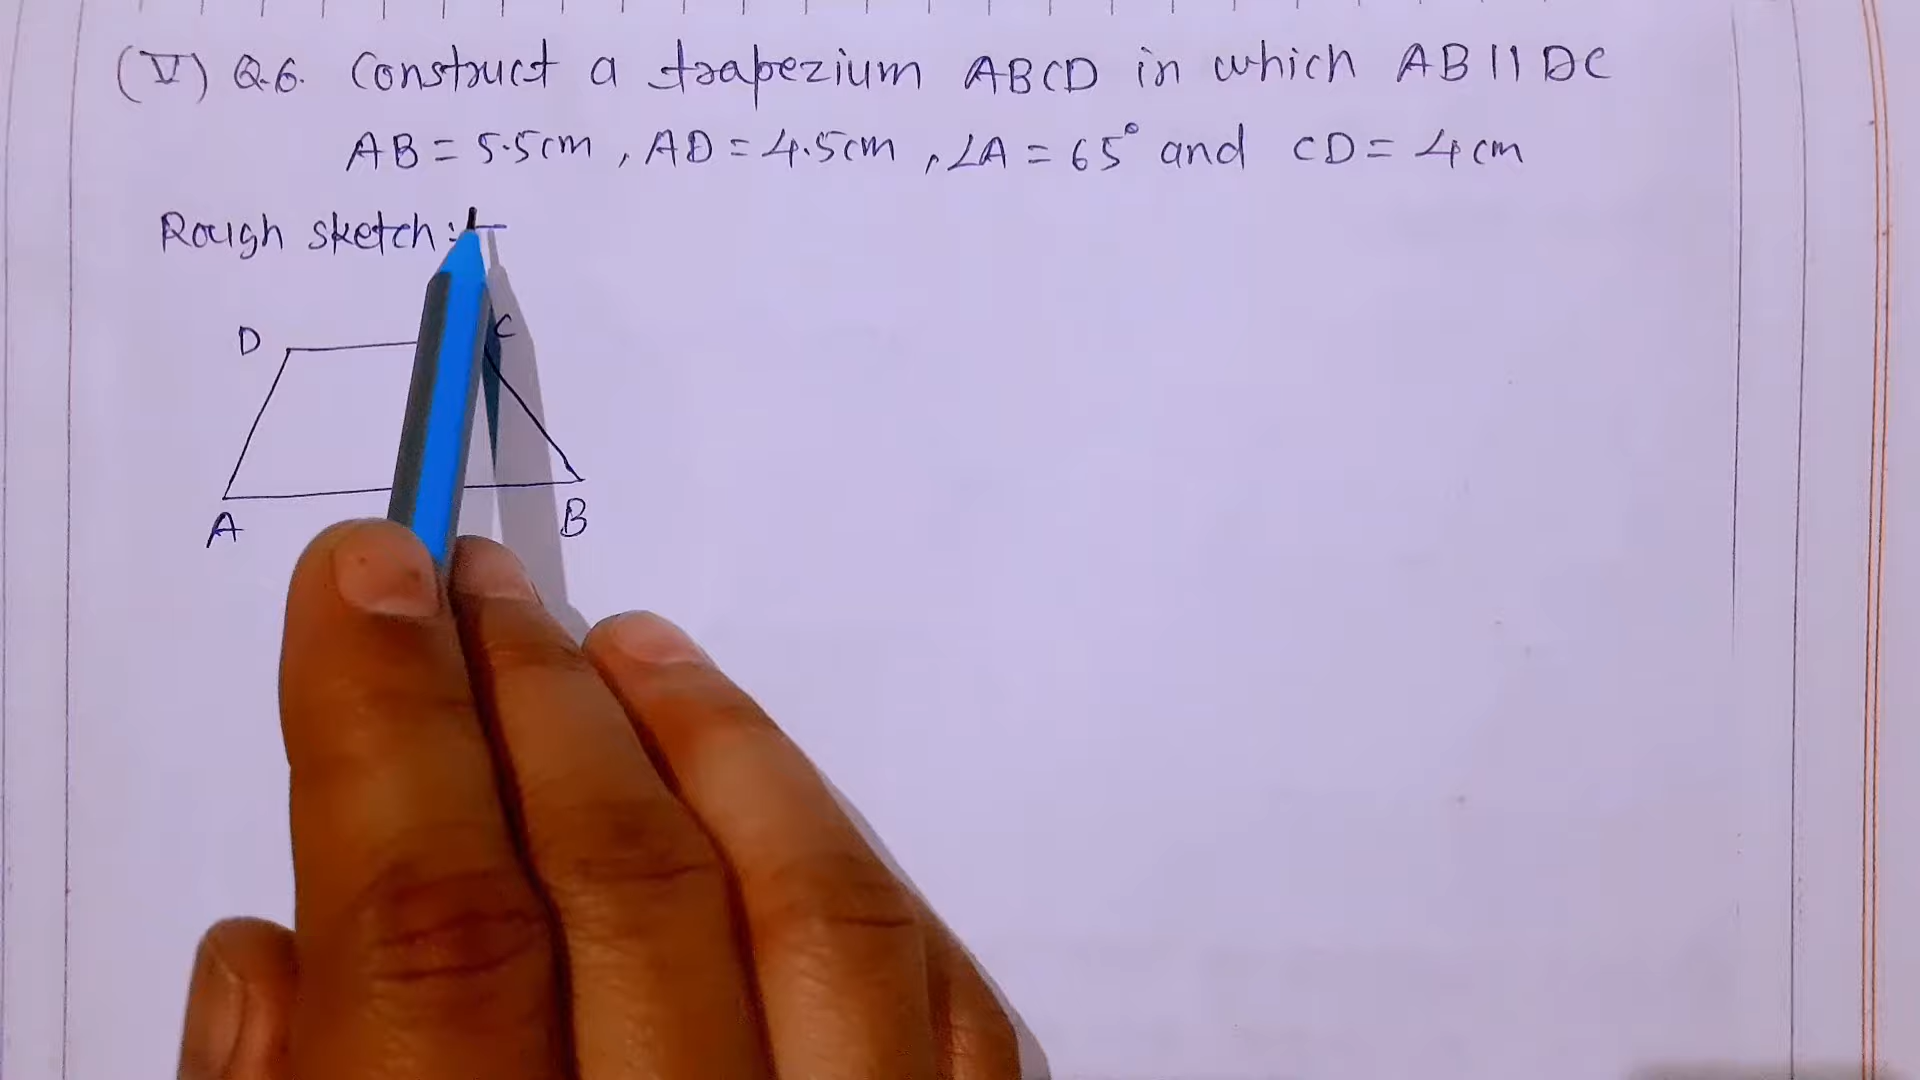 (V) Q.6. Construct a trapezium ABCD in which AB || DC
AB = 5.5cm, AD = 4.5cm, ∠A = 65° and CD = 4cm
Rough sketch:-
D C
A B